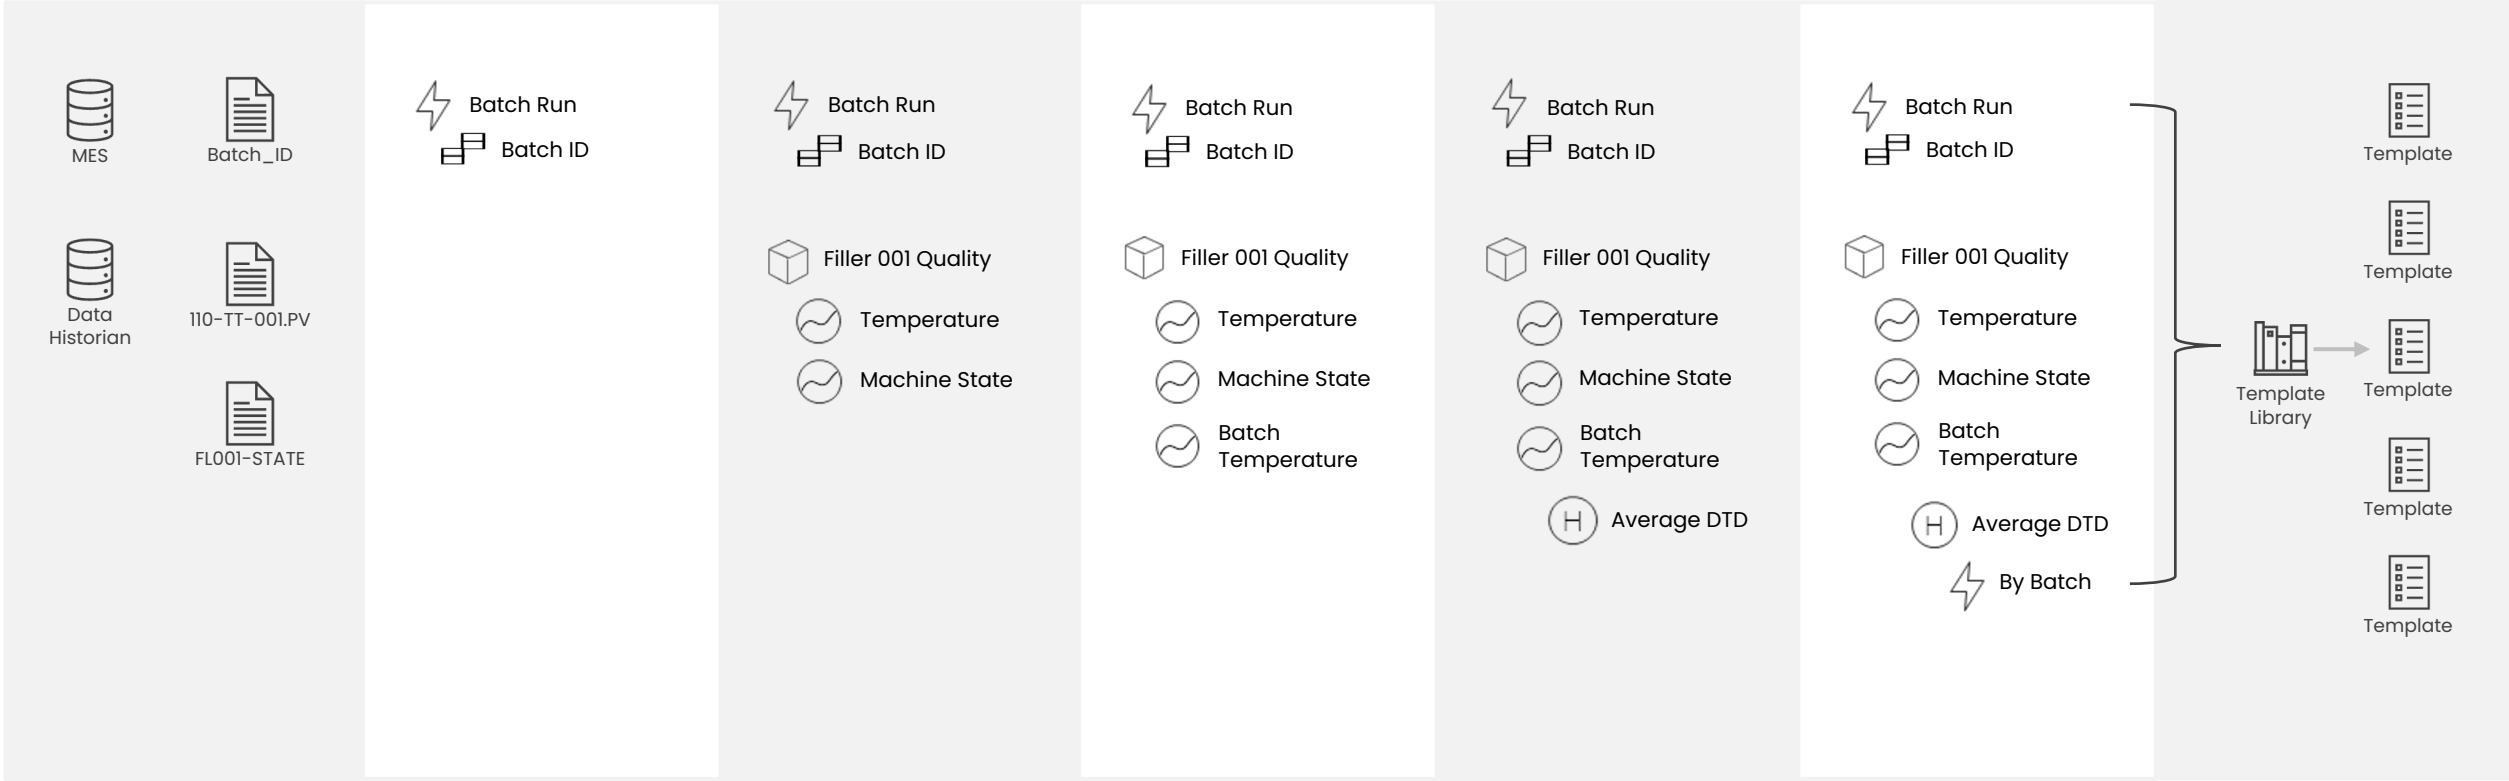 MES
Batch_ID
Data
Historian
110-TT-001.PV
FL001-STATE
Batch Run
Batch ID
Batch Run
Batch ID
Filler 001 Quality
Temperature
Machine State
Batch Run
Batch ID
Filler 001 Quality
Temperature
Machine State
Batch
Temperature
Batch Run
Batch ID
Filler 001 Quality
Temperature
Machine State
Batch
Temperature
H
Average DTD
Batch Run
Batch ID
Filler 001 Quality
Temperature
Machine State
Batch
Temperature
H
Average DTD
By Batch
Template
Library
Template
Template
Template
Template
Template